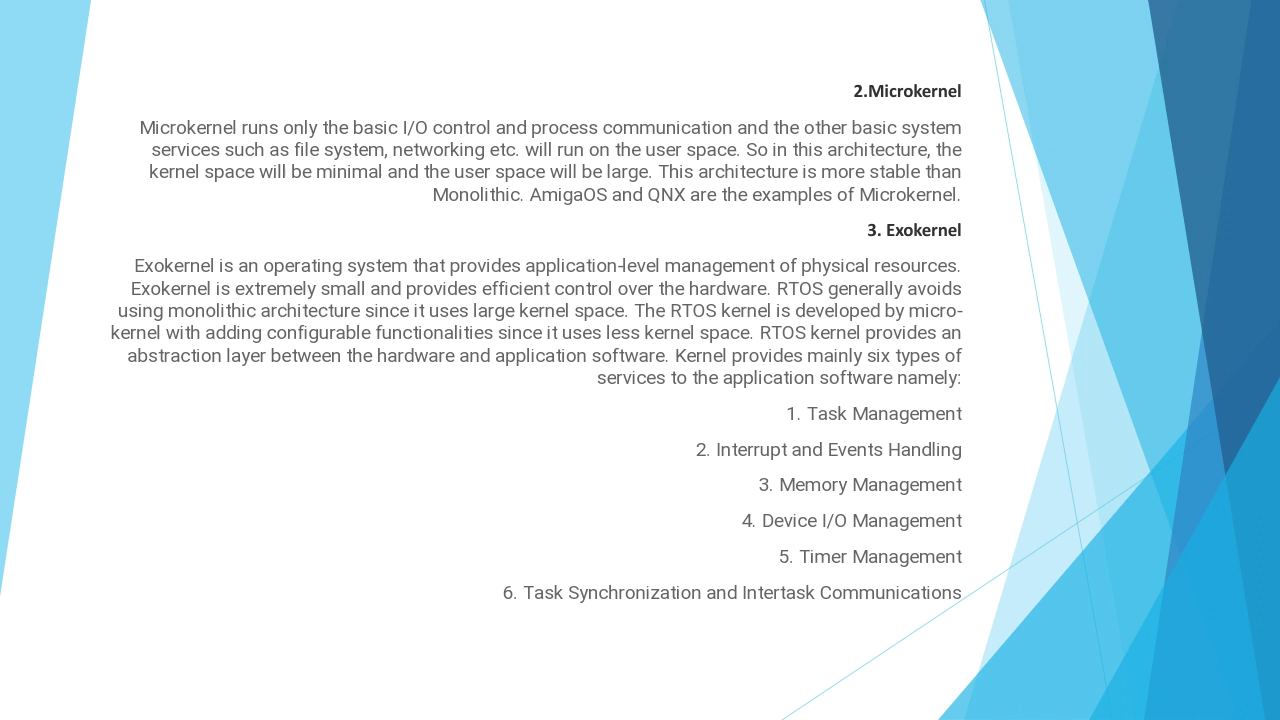 2.Microkernel
Microkernel runs only the basic I/O control and process communication and the other basic system
services such as file system, networking etc. will run on the user space. So in this architecture, the
kernel space will be minimal and the user space will be large. This architecture is more stable than
Monolithic. AmigaOS and QNX are the examples of Microkernel.
3. Exokernel
Exokernel is an operating system that provides application-level management of physical resources.
Exokernel is extremely small and provides efficient control over the hardware. RTOS generally avoids
using monolithic architecture since it uses large kernel space. The RTOS kernel is developed by micro-
kernel with adding configurable functionalities since it uses less kernel space. RTOS kernel provides an
abstraction layer between the hardware and application software. Kernel provides mainly six types of
services to the application software namely:
1. Task Management
2. Interrupt and Events Handling
3. Memory Management
4. Device I/O Management
5. Timer Management
6. Task Synchronization and Intertask Communications